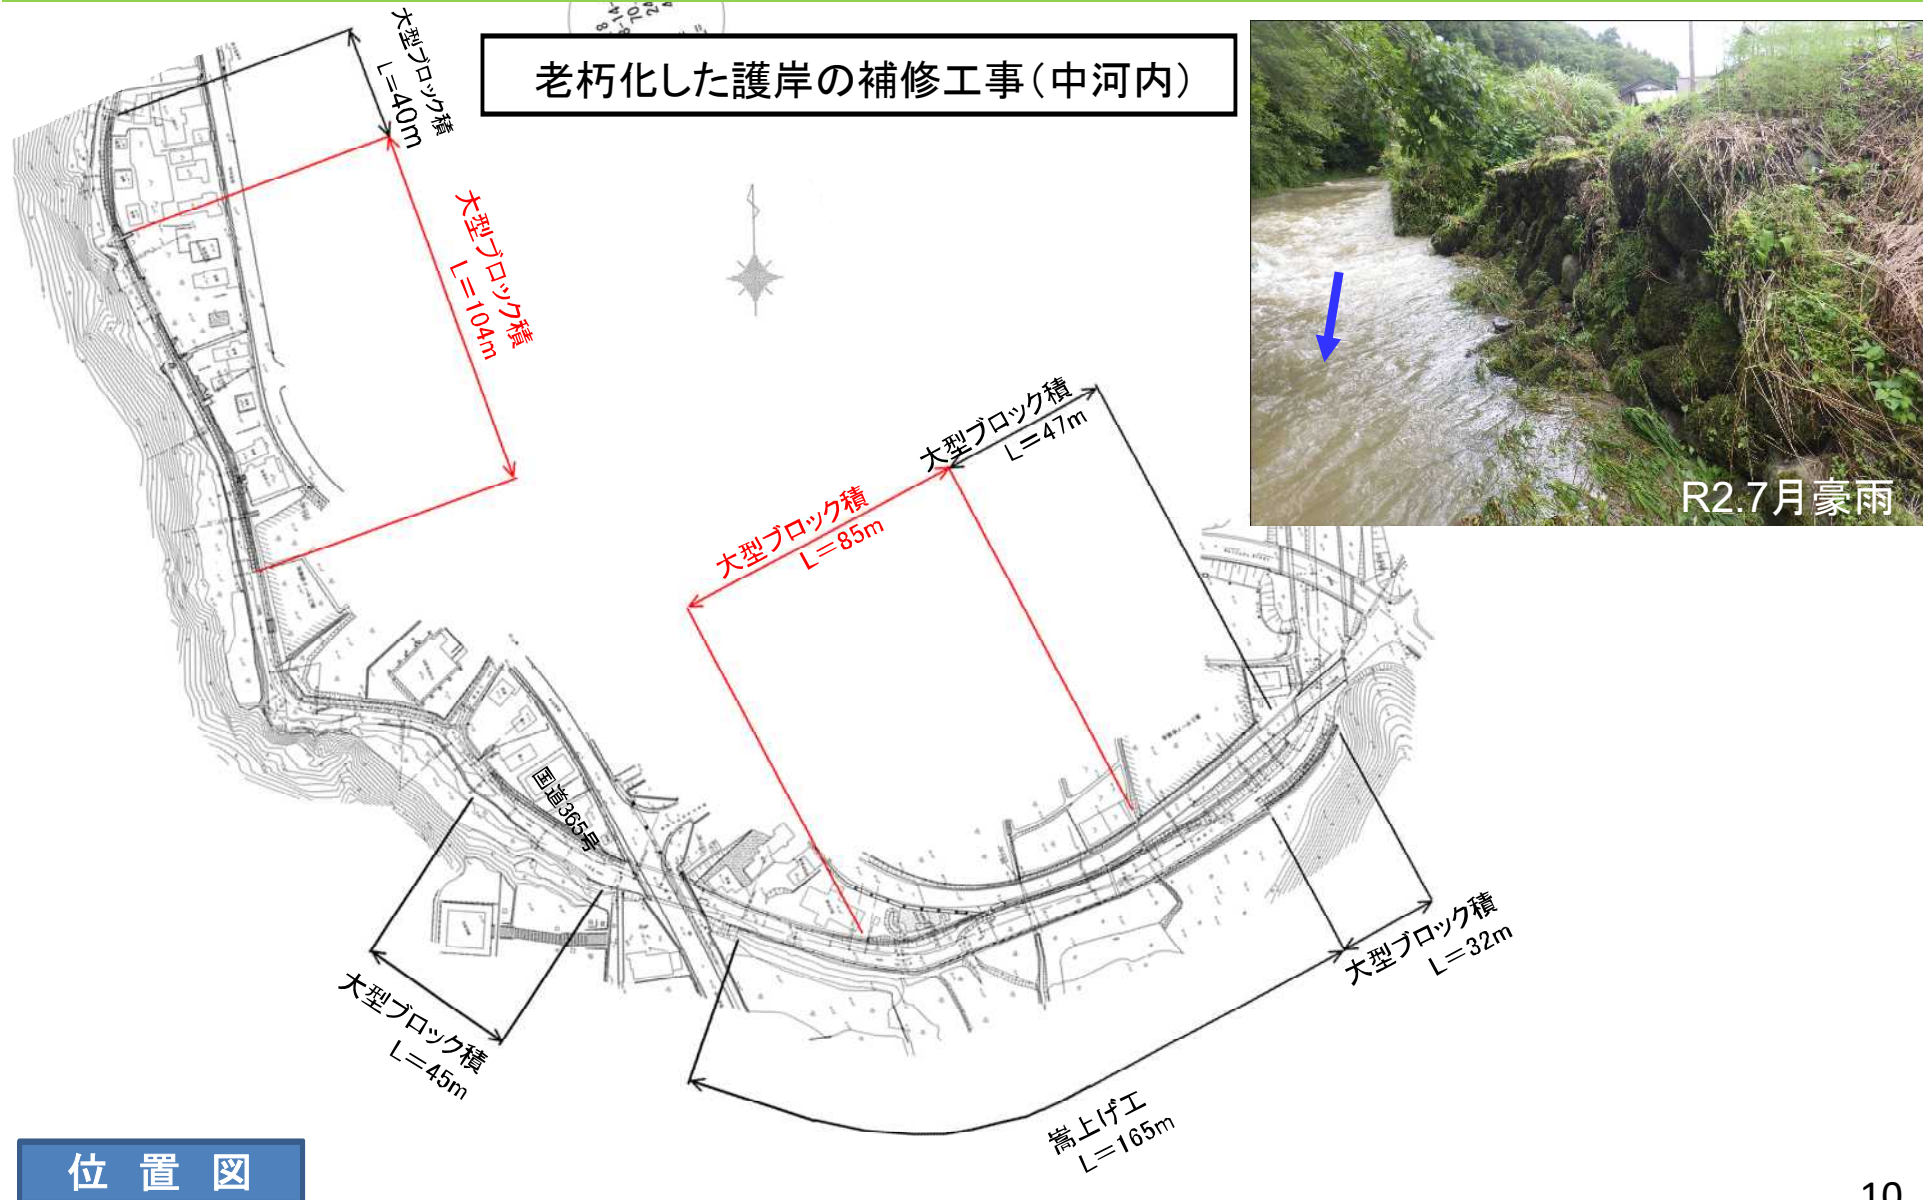 老朽化した護岸の補修工事(中河内)
大型ブロック積
L=40m
大型ブロック積
L=104m
大型ブロック積
L=47m
大型ブロック積
L=85m
R2.7月豪雨
国道365号
大型ブロック積
L=45m
大型ブロック積
L=32m
嵩上げ工
L=165m
位 置 図
10